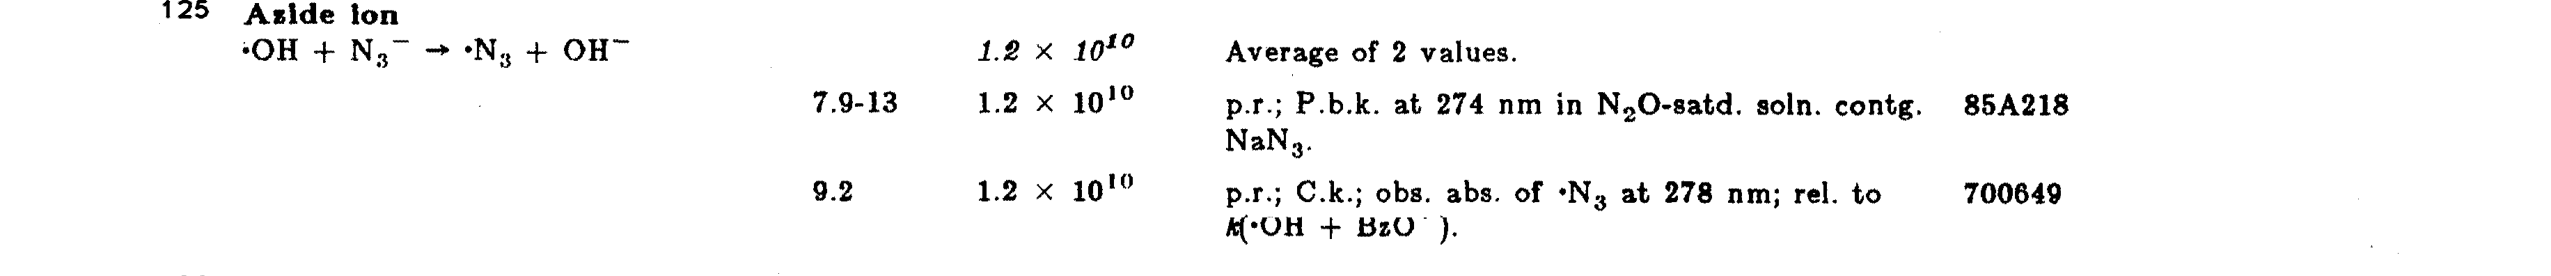 125 Azide ion
·OH + N₃⁻ → ·N₃ + OH⁻ 1.2 × 10¹⁰ Average of 2 values.
7.9-13 1.2 × 10¹⁰ p.r.; P.b.k. at 274 nm in N₂O-satd. soln. contg. 85A218
NaN₃.
9.2 1.2 × 10¹⁰ p.r.; C.k.; obs. abs. of ·N₃ at 278 nm; rel. to 700649
k(·OH + BzO⁻).